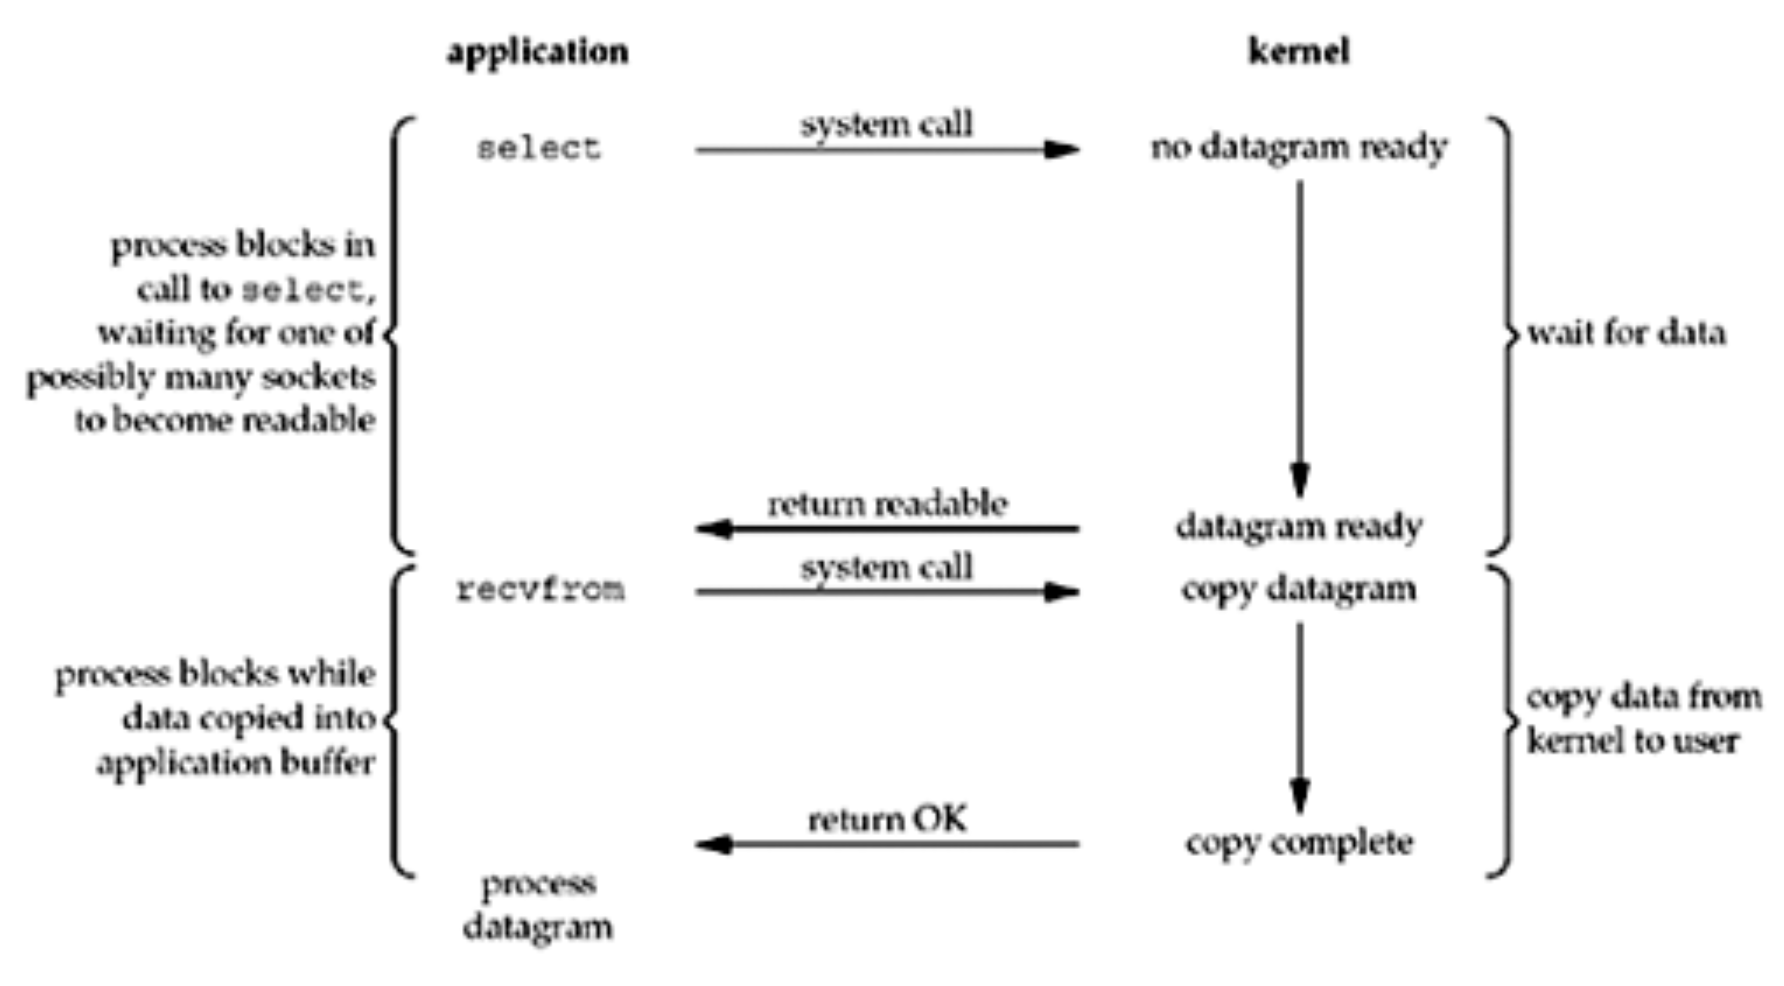 application
kernel
system call
select
no datagram ready
process blocks in
call to select,
waiting for one of
possibly many sockets
to become readable
wait for data
return readable
datagram ready
system call
recvfrom
copy datagram
process blocks while
data copied into
application buffer
copy data from
kernel to user
return OK
copy complete
process
datagram